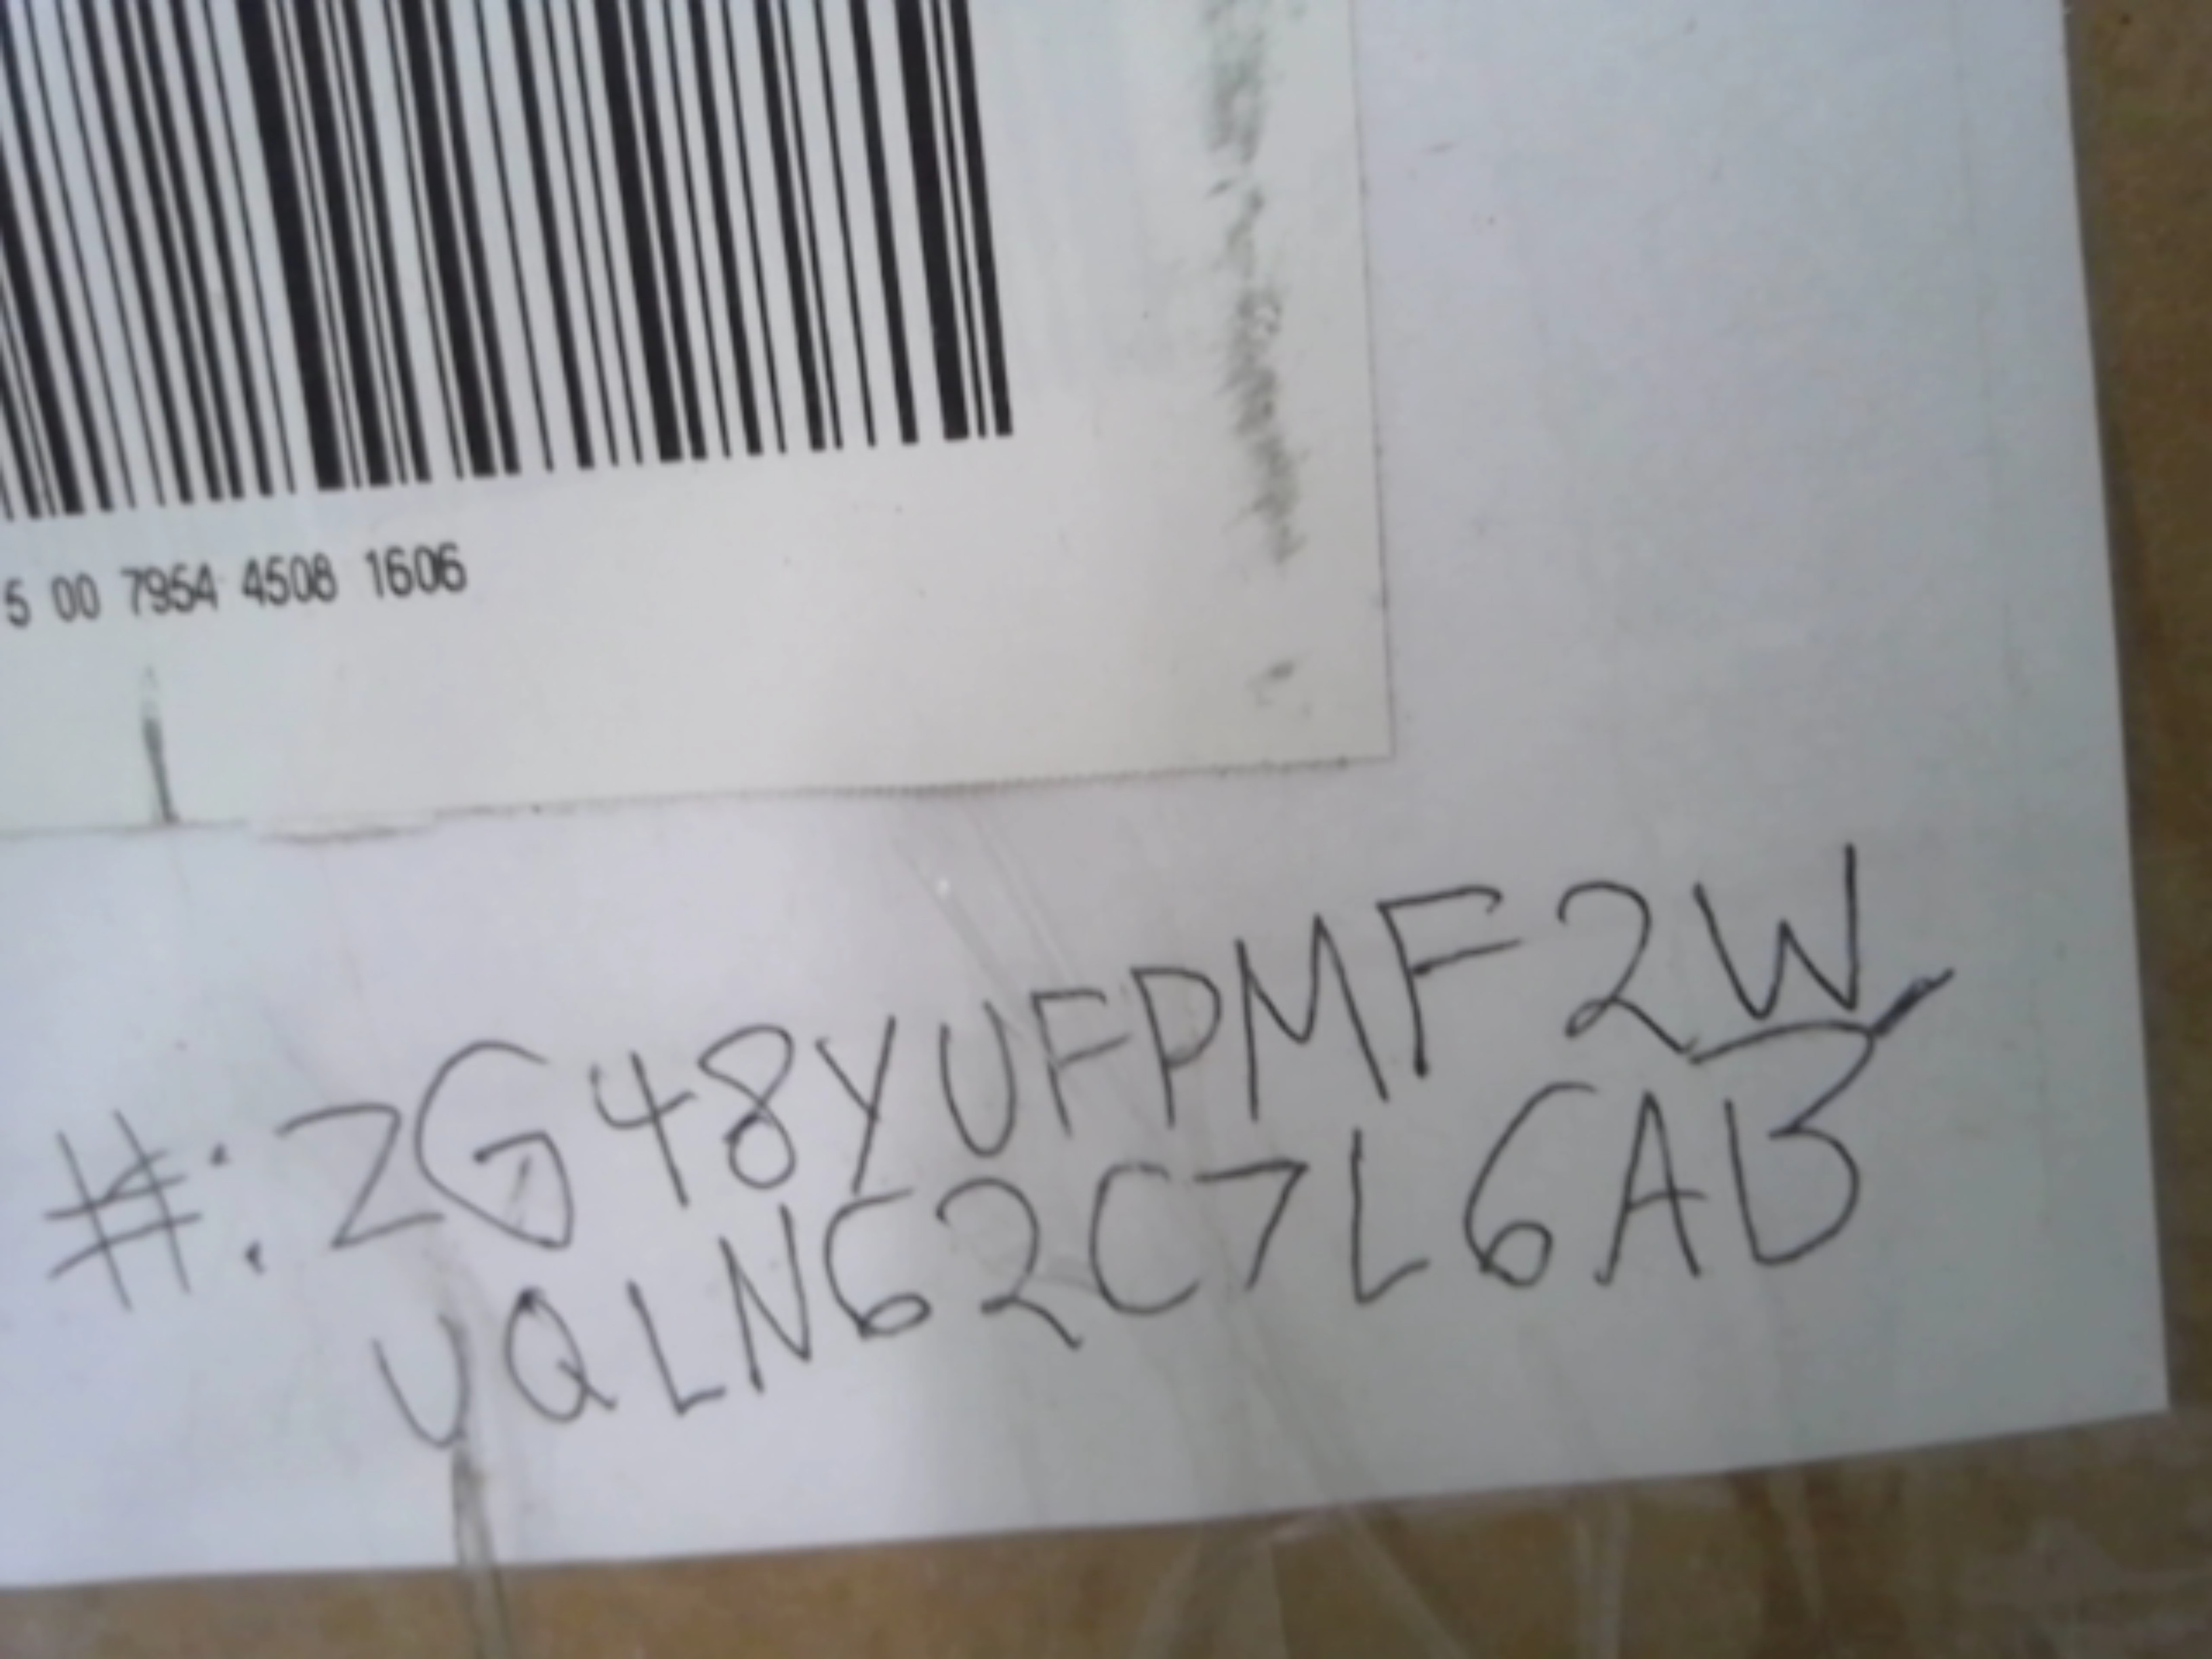 5 00 7954 4508 1606
#: ZG48YUFPMF2W
UQLN62C7L6AB